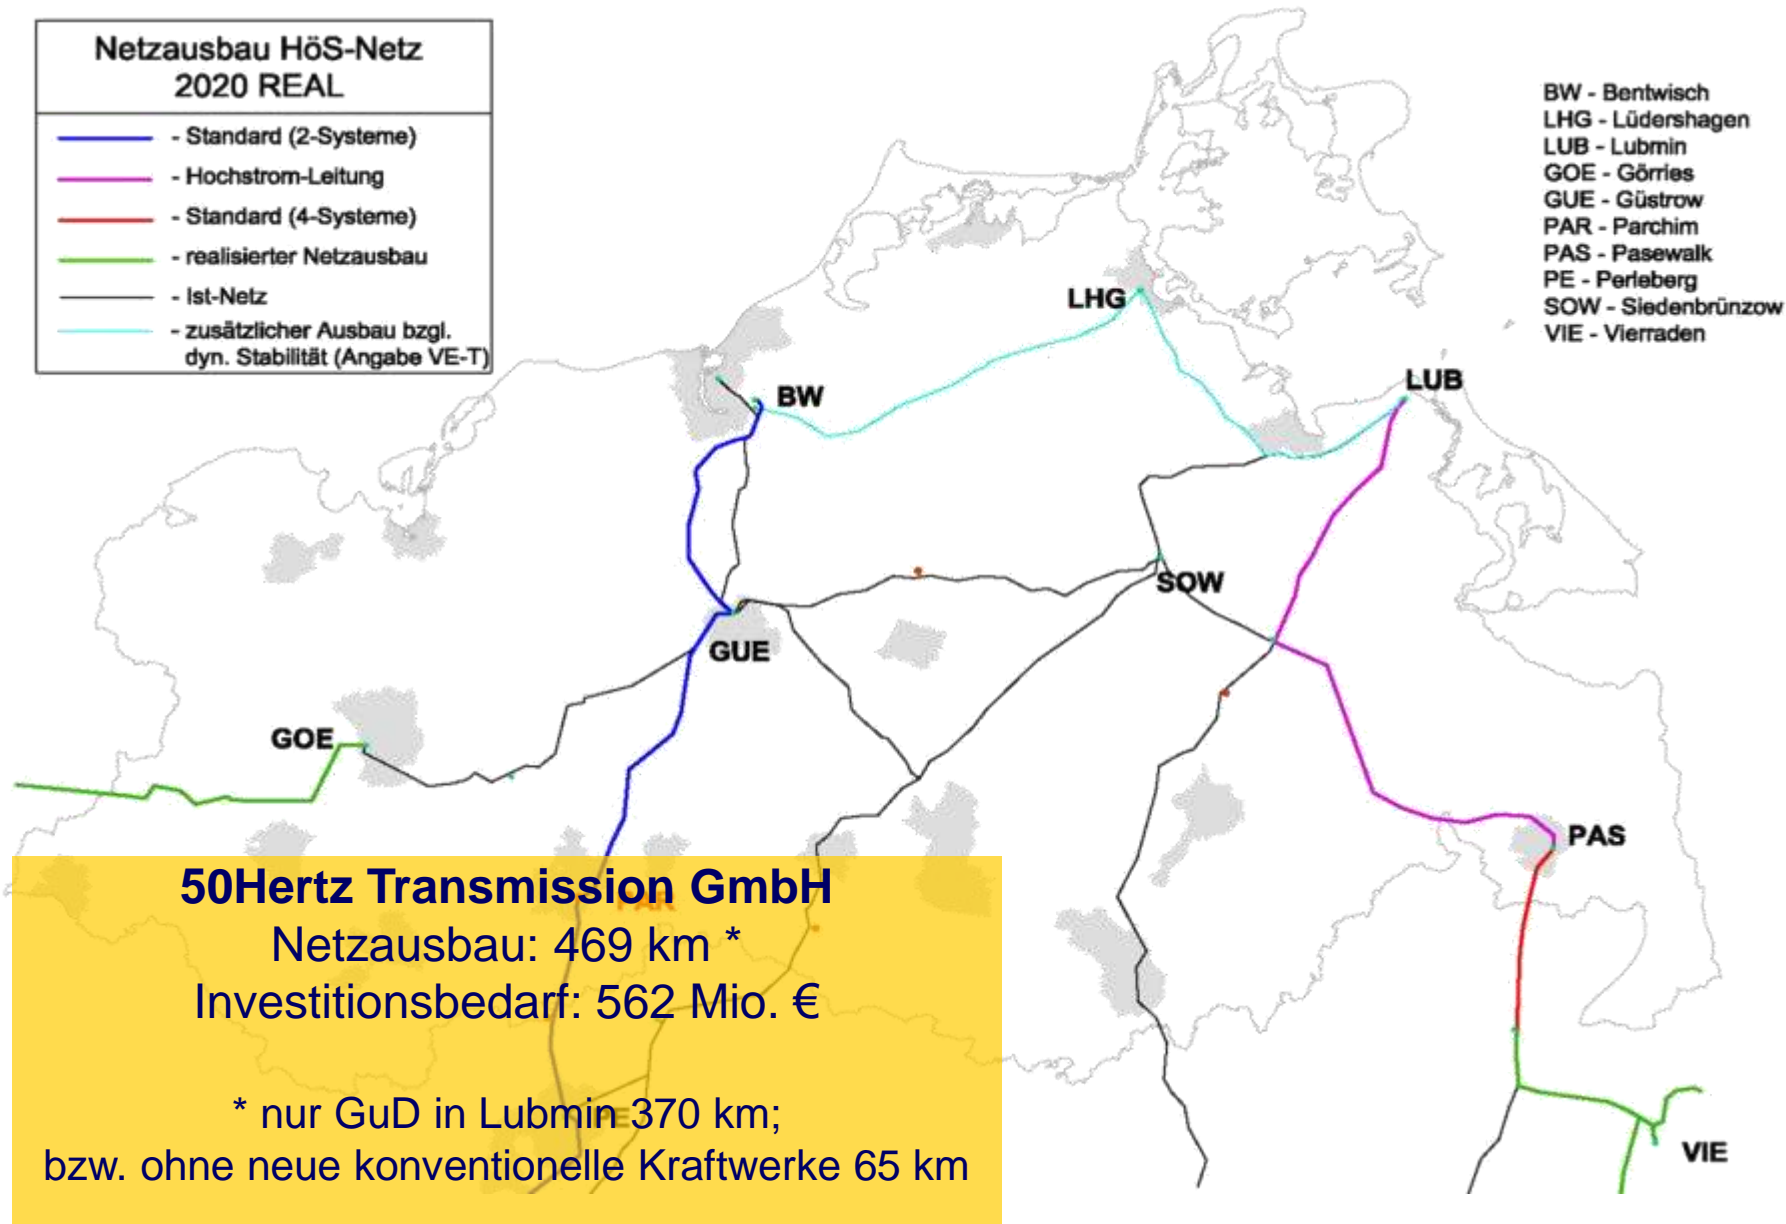 Netzausbau HöS-Netz
2020 REAL
- Standard (2-Systeme)
- Hochstrom-Leitung
- Standard (4-Systeme)
- realisierter Netzausbau
- Ist-Netz
- zusätzlicher Ausbau bzgl.
dyn. Stabilität (Angabe VE-T)
BW - Bentwisch
LHG - Lüdershagen
LUB - Lubmin
GOE - Görries
GUE - Güstrow
PAR - Parchim
PAS - Pasewalk
PE - Perleberg
SOW - Siedenbrünzow
VIE - Vierraden
LHG
LUB
BW
SOW
GUE
GOE
PAS
50Hertz Transmission GmbH
PAR
Netzausbau: 469 km *
Investitionsbedarf: 562 Mio. €
* nur GuD in Lubmin 370 km;
PE
bzw. ohne neue konventionelle Kraftwerke 65 km
VIE